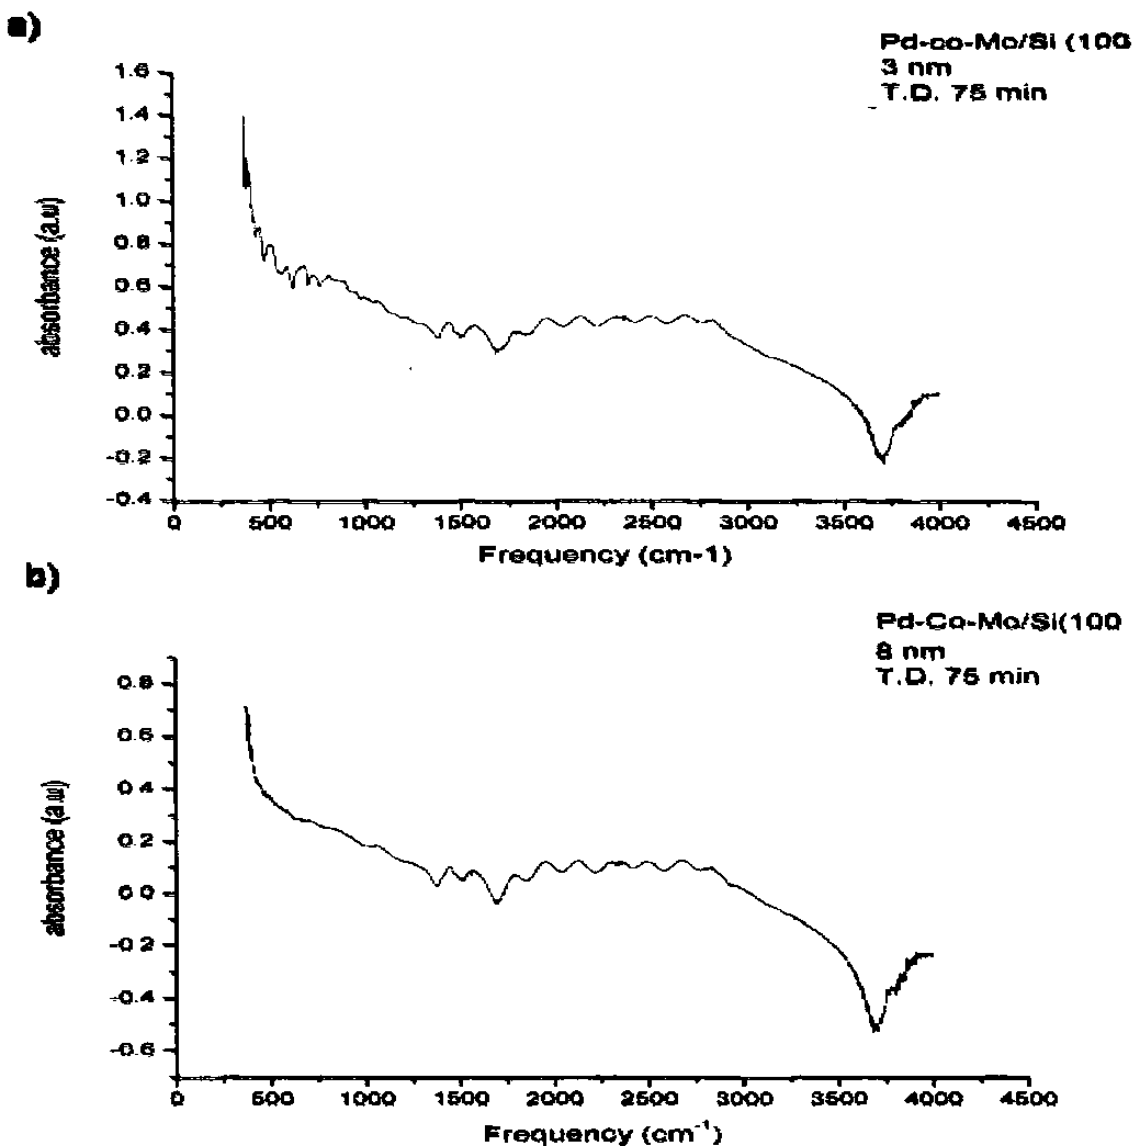 a)
Pd-co-Mo/Si (100
3 nm
T.D. 75 min
1.6
1.4
1.2
1.0
0.8
0.6
0.4
0.2
0.0
-0.2
-0.4
absorbance (a.u)
0 500 1000 1500 2000 2500 3000 3500 4000 4500
Frequency (cm-1)
b)
Pd-Co-Mo/Si(100
8 nm
T.D. 75 min
0.8
0.6
0.4
0.2
0.0
-0.2
-0.4
-0.6
absorbance (a.u)
0 500 1000 1500 2000 2500 3000 3500 4000 4500
Frequency (cm⁻¹)